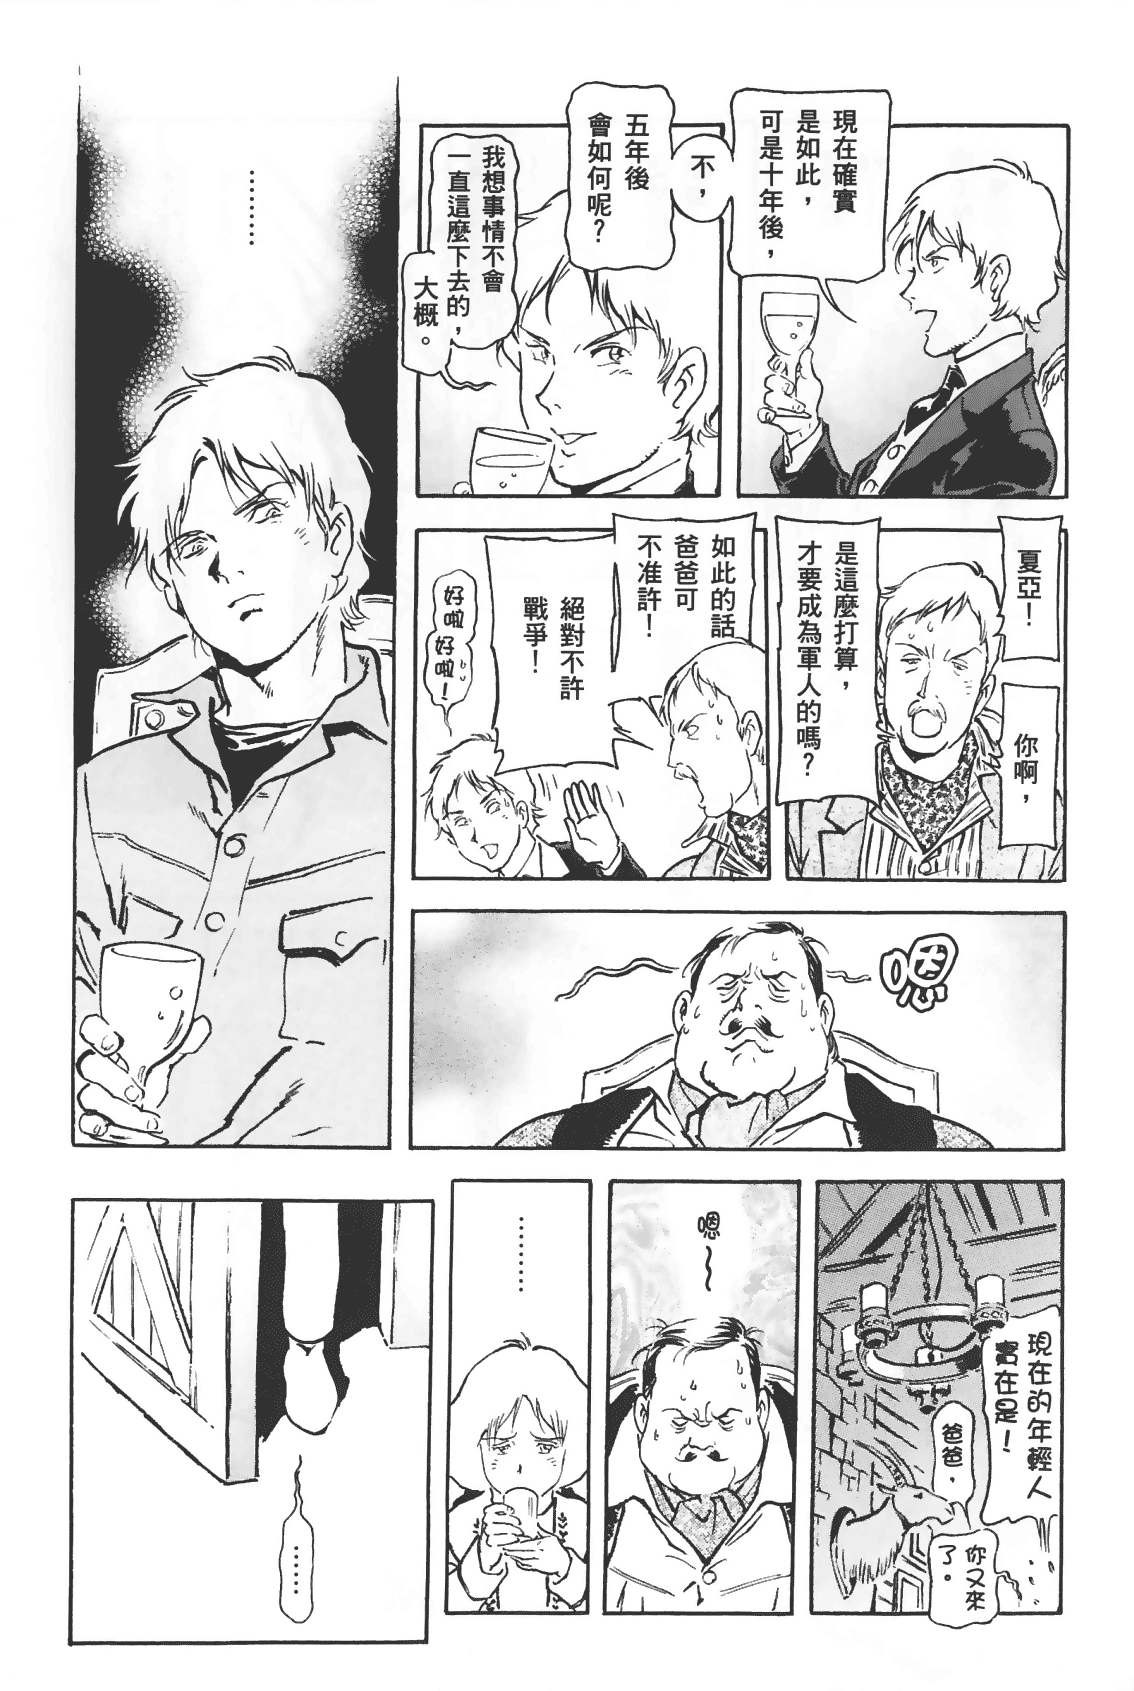 現在確實
是如此，
可是十年後，
不，
五年後
會如何呢？
我想事情不會
一直這麼下去的，
大概。
…………
夏亞！
你啊，
是這麼打算，
才要成為軍人的嗎？
如此的話
爸爸可
不准許！
絕對不許
戰爭！
好啦
好啦！
嗯
現在的年輕人
實在是！
爸爸，
你又來
了。
嗯～
…………
……